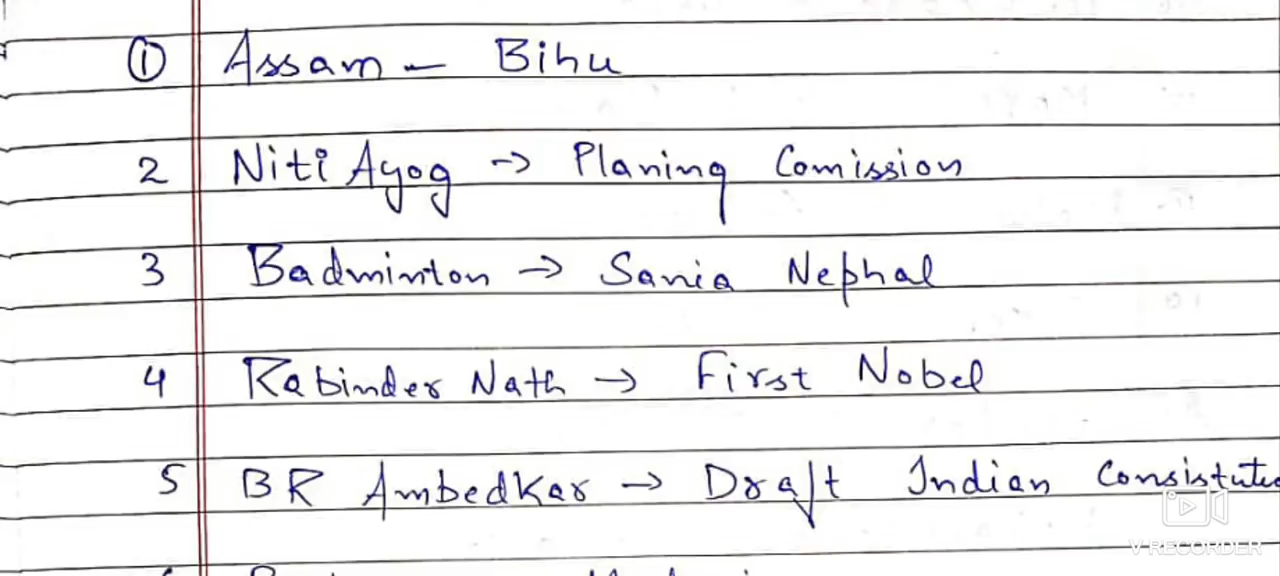 ① Assam - Bihu
2 Niti Ayog → Planing Comission
3 Badminton → Sania Nephal
4 Rabinder Nath → First Nobel
5 BR Ambedkar → Draft Indian
V RECORDER